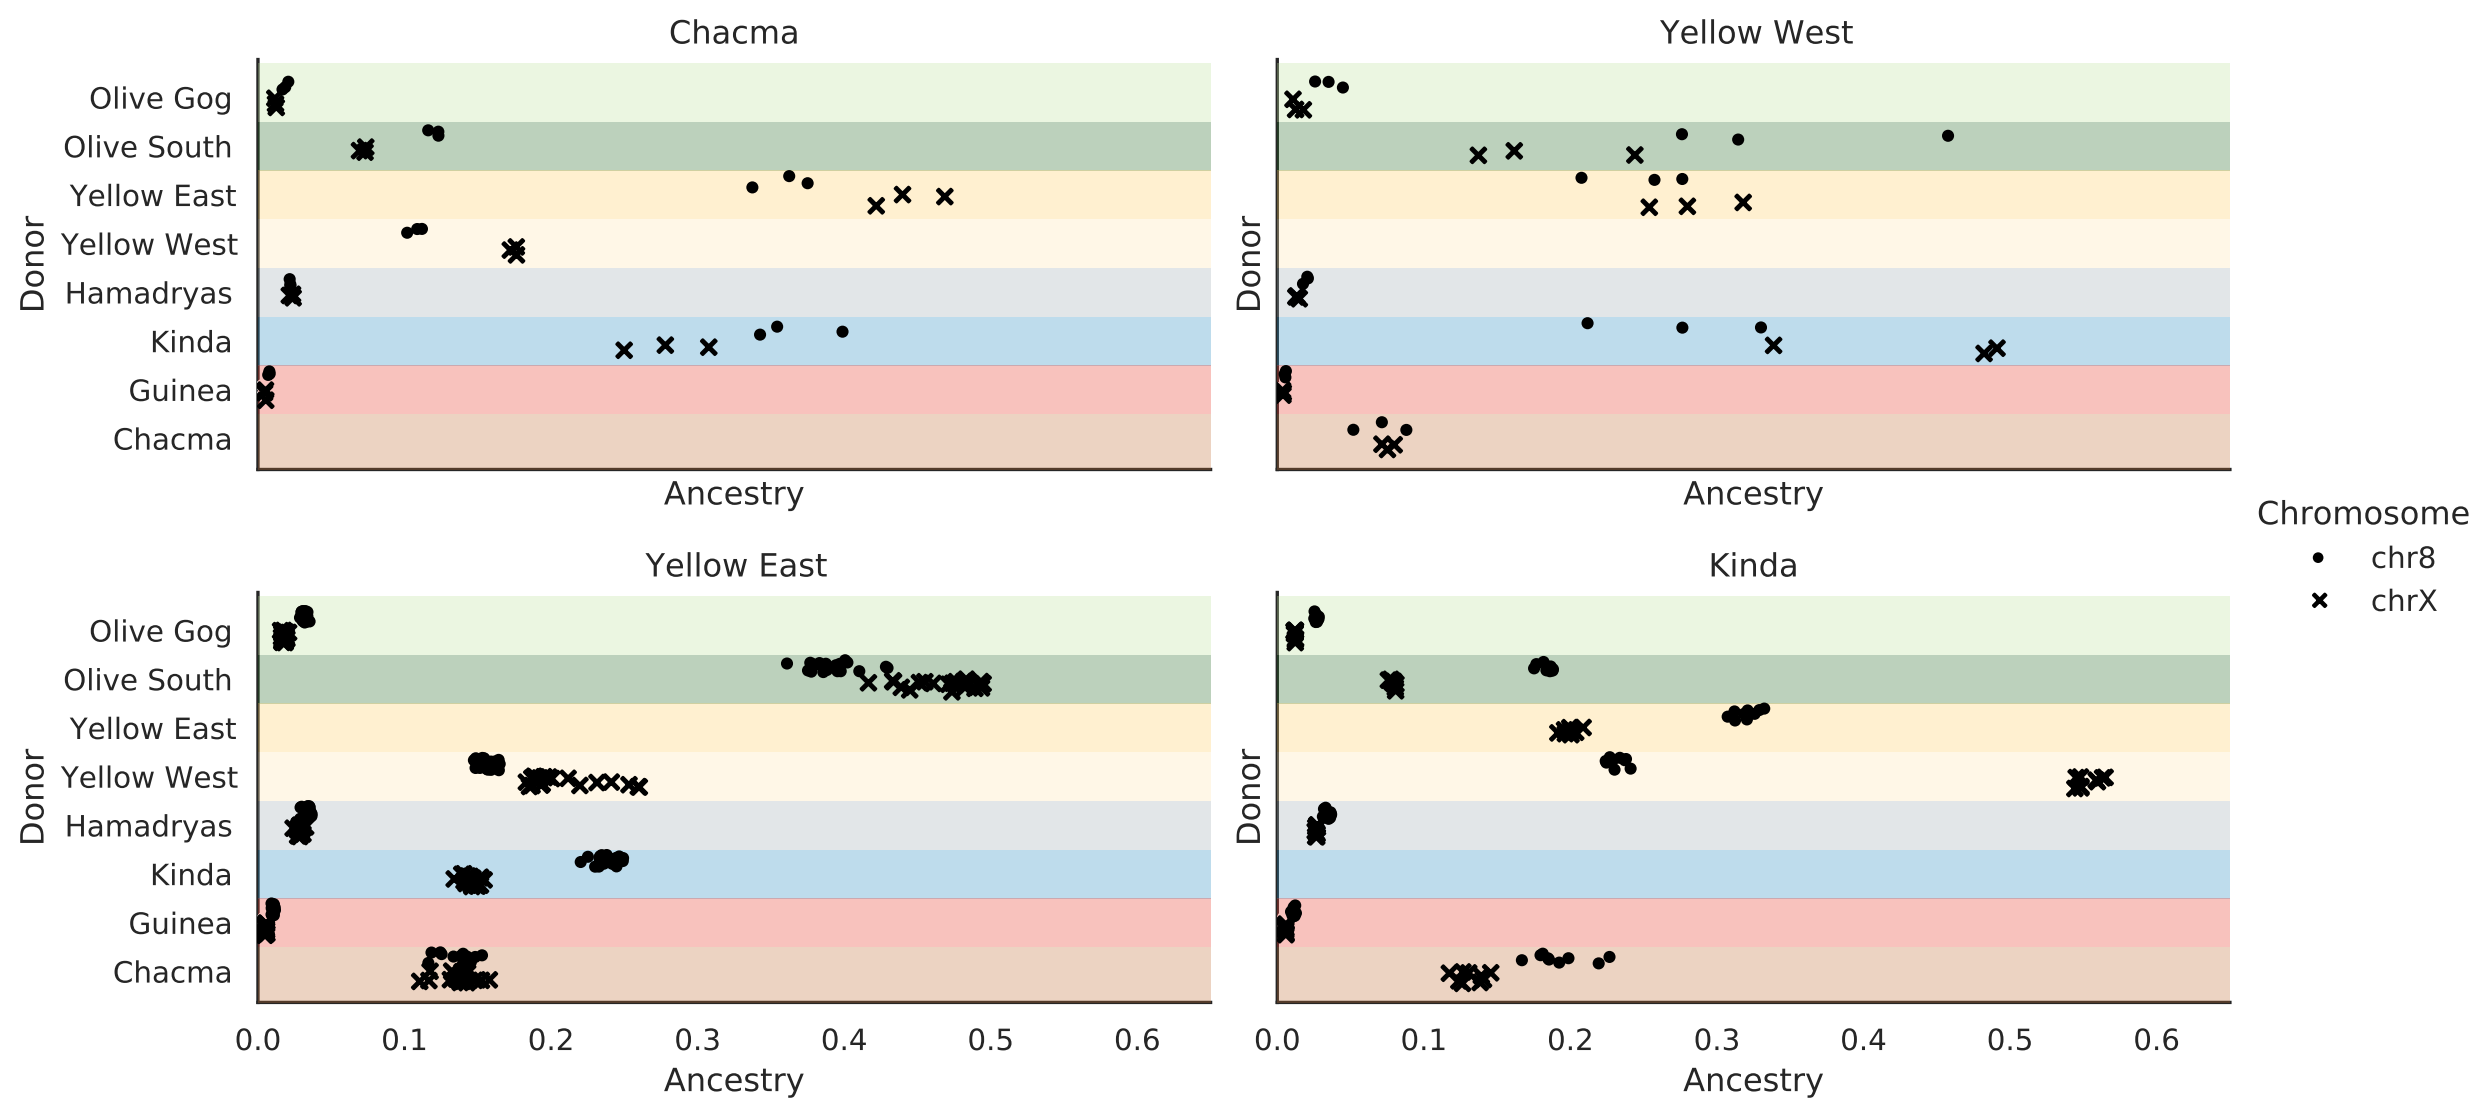 Chacma
Yellow West
Olive Gog
Olive South
Yellow East
Yellow West
Hamadryas
Kinda
Guinea
Chacma
Donor
Donor
Ancestry
Ancestry
Chromosome
chr8
chrX
Yellow East
Kinda
Olive Gog
Olive South
Yellow East
Yellow West
Hamadryas
Kinda
Guinea
Chacma
Donor
Donor
0.0 0.1 0.2 0.3 0.4 0.5 0.6
0.0 0.1 0.2 0.3 0.4 0.5 0.6
Ancestry
Ancestry